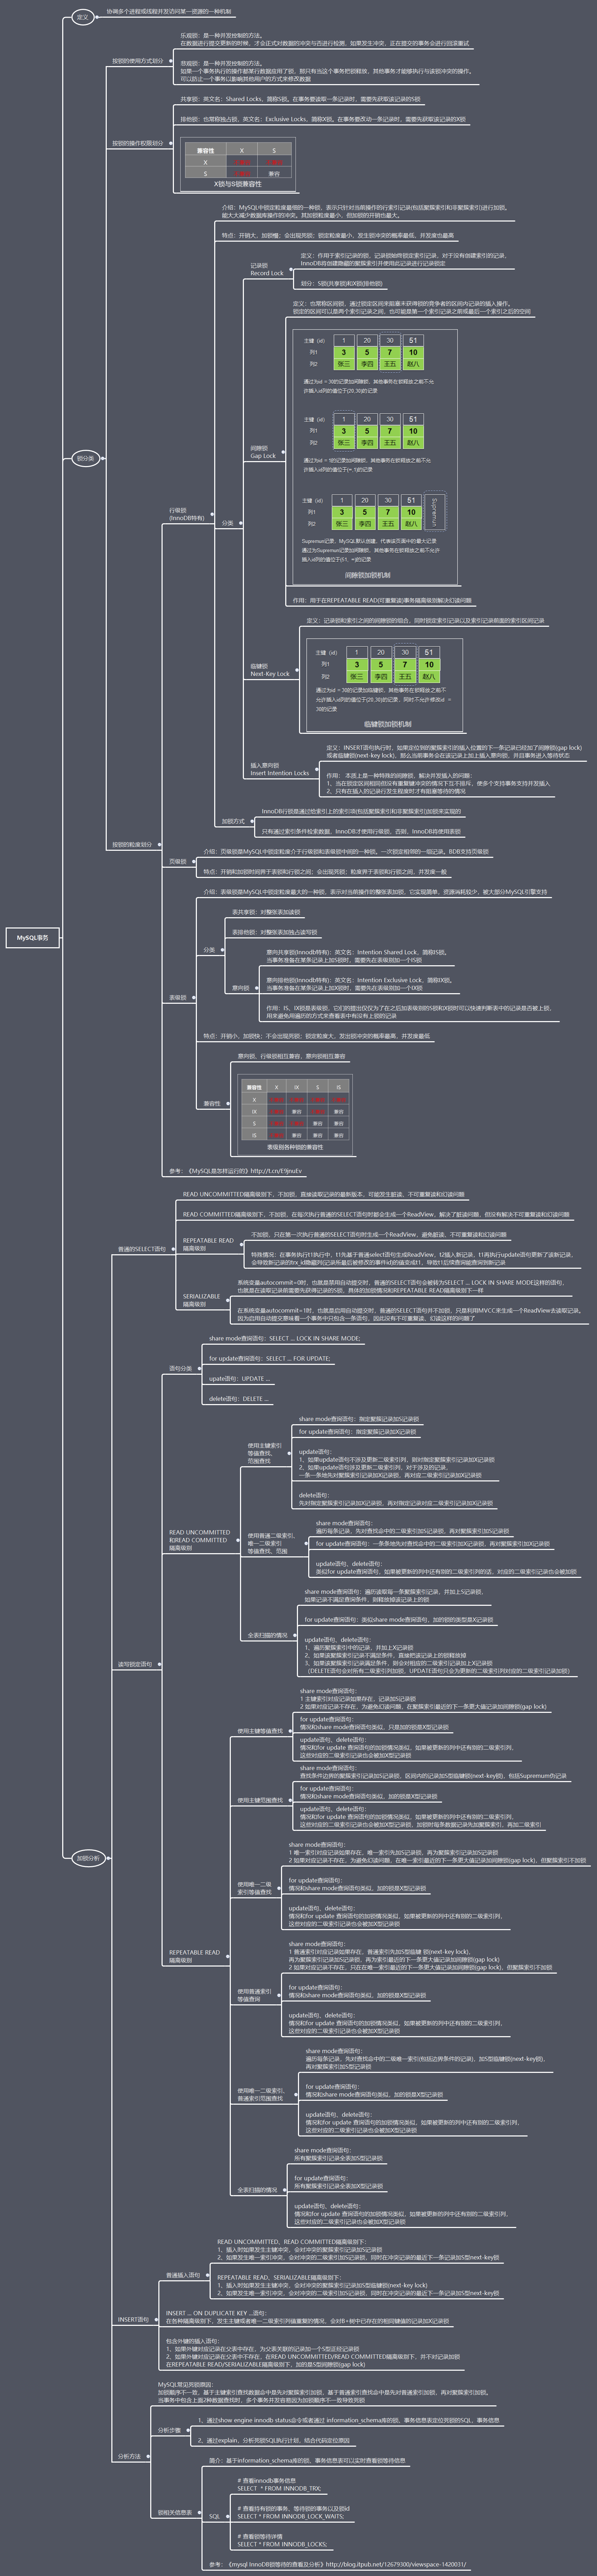 MySQL事务
定义
协调多个进程或线程并发访问某一资源的一种机制
锁分类
按锁的使用方式划分
乐观锁：是一种并发控制的方法。
在数据进行提交更新的时候，才会正式对数据的冲突与否进行检测，如果发生冲突，正在提交的事务会进行回滚重试
悲观锁：是一种并发控制的方法。
如果一个事务执行的操作都某行数据应用了锁，那只有当这个事务把锁释放，其他事务才能够执行与该锁冲突的操作。
可以防止一个事务以影响其他用户的方式来修改数据
按锁的操作权限划分
共享锁：英文名：Shared Locks，简称S锁。在事务要读取一条记录时，需要先获取该记录的S锁
排他锁：也常称独占锁，英文名：Exclusive Locks，简称X锁。在事务要改动一条记录时，需要先获取该记录的X锁
兼容性 X S
X
S 兼容
X锁与S锁兼容性
按锁的粒度划分
行级锁
(InnoDB特有)
介绍：MySQL中锁定粒度最细的一种锁，表示只针对当前操作的行索引记录(包括聚簇索引和非聚簇索引)进行加锁。
能大大减少数据库操作的冲突。其加锁粒度最小，但加锁的开销也最大。
特点：开销大，加锁慢；会出现死锁；锁定粒度最小，发生锁冲突的概率最低，并发度也最高
分类
记录锁
Record Lock
定义：作用于索引记录的锁，记录锁始终锁定索引记录，对于没有创建索引的记录，
InnoDB将创建隐藏的聚簇索引并使用此记录进行记录锁定
划分：S锁(共享锁)和X锁(排他锁)
间隙锁
Gap Lock
定义：也常称区间锁，通过锁定区间来阻塞未获得锁的竞争者的区间内记录的插入操作。
锁定的区间可以是两个索引记录之间，也可能是第一个索引记录之前或最后一个索引之后的空间
主键（id） 1 20 30 51
列1 3 5 7 10
列2 张三 李四 王五 赵八
通过为id = 30的记录加间隙锁，其他事务在锁释放之前不允
许插入id列的值位于(20,30)的记录
主键（id） 1 20 30 51
列1 3 5 7 10
列2 张三 李四 王五 赵八
通过为id = 1的记录加间隙锁，其他事务在锁释放之前不允
许插入id列的值位于(∞,1)的记录
主键（id） 1 20 30 51 Supremun
列1 3 5 7 10
列2 张三 李四 王五 赵八
Supremun记录，MySQL默认创建，代表该页面中的最大记录
通过为Supremun记录加间隙锁，其他事务在锁释放之前不允许
插入id列的值位于(51, ∞)的记录
间隙锁加锁机制
作用：用于在REPEATABLE READ(可重复读)事务隔离级别解决幻读问题
临键锁
Next-Key Lock
定义：记录锁和索引之间的间隙锁的组合，同时锁定索引记录以及索引记录前面的索引区间记录
主键（id） 1 20 30 51
列1 3 5 7 10
列2 张三 李四 王五 赵八
通过为id = 30的记录加临键锁，其他事务在锁释放之前不
允许插入id列的值位于(20,30)的记录，同时不允许修改id =
30的记录
临键锁加锁机制
插入意向锁
Insert Intention Locks
定义：INSERT语句执行时，如果定位到的聚簇索引的插入位置的下一条记录已经加了间隙锁(gap lock)
或者临键锁(next-key lock)，那么当前事务会在该记录上加上插入意向锁，并且事务进入等待状态
作用：本质上是一种特殊的间隙锁，解决并发插入的问题：
1、当在锁定区间相同但没有重复键冲突的情况下互不排斥，使多个支持事务支持并发插入
2、只有在插入的记录行发生程度时才有阻塞等待的情况
加锁方式
InnoDB行锁是通过给索引上的索引项(包括聚簇索引和非聚簇索引)加锁来实现的
只有通过索引条件检索数据，InnoDB才使用行级锁，否则，InnoDB将使用表锁
页级锁
介绍：页级锁是MySQL中锁定粒度介于行级锁和表级锁中间的一种锁。一次锁定相邻的一组记录。BDB支持页级锁
特点：开销和加锁时间界于表锁和行锁之间；会出现死锁；粒度界于表锁和行锁之间，并发度一般
表级锁
介绍：表级锁是MySQL中锁定粒度最大的一种锁，表示对当前操作的整张表加锁，它实现简单，资源消耗较少，被大部分MySQL引擎支持
分类
表共享锁：对整张表加读锁
表排他锁：对整张表加独占读写锁
意向锁
意向共享锁(Innodb特有)：英文名：Intention Shared Lock，简称IS锁。
当事务准备在某条记录上加S锁时，需要先在表级别加一个IS锁
意向排他锁(Innodb特有)：英文名：Intention Exclusive Lock，简称IX锁。
当事务准备在某条记录上加X锁时，需要先在表级别加一个IX锁
作用：IS、IX锁是表级锁，它们的提出仅仅为了在之后加表级别的S锁和X锁时可以快速判断表中的记录是否被上锁，
用来避免用遍历的方式来查看表中有没有上锁的记录
特点：开销小，加锁快；不会出现死锁；锁定粒度大，发出锁冲突的概率最高，并发度最低
兼容性
意向锁、行级锁相互兼容，意向锁相互兼容
兼容性 X IX S IS
X
IX 兼容 兼容
S 兼容 兼容
IS 兼容 兼容 兼容
表级别各种锁的兼容性
参考：《MySQL是怎样运行的》http://t.cn/E9jnuEv
加锁分析
普通的SELECT语句
READ UNCOMMITTED隔离级别下，不加锁，直接读取记录的最新版本，可能发生脏读、不可重复读和幻读问题
READ COMMITTED隔离级别下，不加锁，在每次执行普通的SELECT语句时都会生成一个ReadView，解决了脏读问题，但没有解决不可重复读和幻读问题
REPEATABLE READ
隔离级别
不加锁，只在第一次执行普通的SELECT语句时生成一个ReadView，避免脏读、不可重复读和幻读问题
特殊情况：在事务执行t1执行中，t1先基于普通select语句生成ReadView，t2插入新记录，t1再执行update语句更新了该新记录，
会导致新记录的trx_id隐藏列(记录所最后被修改的事件id)的值变成t1，导致t1后续查询能查询到新记录
SERIALIZABLE
隔离级别
系统变量autocommit=0时，也就是禁用自动提交时，普通的SELECT语句会被转为SELECT ... LOCK IN SHARE MODE这样的语句，
也就是在读取记录前需要先获得记录的S锁，具体的加锁情况和REPEATABLE READ隔离级别下一样
在系统变量autocommit=1时，也就是启用自动提交时，普通的SELECT语句并不加锁，只是利用MVCC来生成一个ReadView去读取记录。
因为启用自动提交意味着一个事务中只包含一条语句，因此没有不可重复读、幻读这样的问题了
读写锁定语句
语句分类
share mode查询语句：SELECT ... LOCK IN SHARE MODE;
for update查询语句：SELECT ... FOR UPDATE;
upate语句：UPDATE ...
delete语句：DELETE ...
READ UNCOMMITTED
和READ COMMITTED
隔离级别
使用主键索引
等值查找、
范围查找
share mode查询语句：指定聚簇记录加S记录锁
for update查询语句：指定聚簇记录加X记录锁
update语句：
1、如果update语句不涉及更新二级索引列，则对指定聚簇索引记录加X记录锁
2、如果update语句涉及更新二级索引列，对于涉及的记录，
一条一条地先对聚簇索引记录加X记录锁，再对应二级索引记录加X记录锁
delete语句：
先对指定聚簇索引记录加X记录锁，再对指定记录对应二级索引记录加X记录锁
使用普通二级索引、
唯一二级索引
等值查找、范围
share mode查询语句：
遍历每条记录，先对查找命中的二级索引加S记录锁，再对聚簇索引加S记录锁
for update查询语句：一条条地先对查找命中的二级索引加X记录锁，再对聚簇索引加X记录锁
update语句、delete语句：
类似for update查询语句，如果被更新的列中还有别的二级索引列的话，对应的二级索引记录也会被加锁
全表扫描的情况
share mode查询语句：遍历读取每一条聚簇索引记录，并加上S记录锁，
如果记录不满足查询条件，则释放掉该记录上的锁
for update查询语句：类似share mode查询语句，加的锁的类型是X记录锁
update语句、delete语句：
1、遍历聚簇索引中的记录，并加上X记录锁
2、如果该聚簇索引记录不满足条件，直接把该记录上的锁释放掉
3、如果该聚簇索引记录满足条件，则会对相应的二级索引记录加上X记录锁
（DELETE语句会对所有二级索引列加锁，UPDATE语句只会为更新的二级索引列对应的二级索引记录加锁）
REPEATABLE READ
隔离级别
使用主键等值查找
share mode查询语句：
1 主键索引对应记录如果存在，记录加S记录锁
2 如果对应记录不存在，为避免幻读问题，在聚簇索引最近的下一条更大值记录加间隙锁(gap lock)
for update查询语句：
情况和share mode查询语句类似，只是加的锁是X型记录锁
update语句、delete语句：
情况和for update 查询语句的加锁情况类似，如果被更新的列中还有别的二级索引列，
这些对应的二级索引记录也会被加X型记录锁
使用主键范围查找
share mode查询语句：
查找条件边界的聚簇索引记录加S记录锁，区间内的记录加S型临键锁(next-key锁)，包括Supremum伪记录
for update查询语句：
情况和share mode查询语句类似，加的锁是X型记录锁
update语句、delete语句：
情况和for update 查询语句的加锁情况类似，如果被更新的列中还有别的二级索引列，
这些对应的二级索引记录也会被加X型记录锁，加锁时每条数据记录先加聚簇索引，再加二级索引
使用唯一二级
索引等值查找
share mode查询语句：
1 唯一索引对应记录如果存在，唯一索引先加S记录锁，再为聚簇索引记录加S记录锁
2 如果对应记录不存在，为避免幻读问题，在唯一索引最近的下一条更大值记录加间隙锁(gap lock)，但聚簇索引不加锁
for update查询语句：
情况和share mode查询语句类似，加的锁是X型记录锁
update语句、delete语句：
情况和for update 查询语句的加锁情况类似，如果被更新的列中还有别的二级索引列，
这些对应的二级索引记录也会被加X型记录锁
使用普通索引
等值查询
share mode查询语句：
1 普通索引对应记录如果存在，普通索引先加S型临键 锁(next-key锁)，
再为聚簇索引记录加S记录锁，再为索引最近的下一条更大值记录加间隙锁(gap lock)
2 如果对应记录不存在，只在在唯一索引最近的下一条更大值记录加间隙锁(gap lock)，但聚簇索引不加锁
for update查询语句：
情况和share mode查询语句类似，加的锁是X型记录锁
update语句、delete语句：
情况和for update 查询语句的加锁情况类似，如果被更新的列中还有别的二级索引列，
这些对应的二级索引记录也会被加X型记录锁
使用唯一二级索引、
普通索引范围查找
share mode查询语句：
遍历每条记录，先对查找命中的二级唯一索引(包括边界条件的记录)，加S型临键锁(next-key锁)，
再对聚簇索引加S型记录锁
for update查询语句：
情况和share mode查询语句类似，加的锁是X型记录锁
update语句、delete语句：
情况和for update 查询语句的加锁情况类似，如果被更新的列中还有别的二级索引列，
这些对应的二级索引记录也会被加X型记录锁
全表扫描的情况
share mode查询语句：
所有聚簇索引记录全表加S型记录锁
for update查询语句：
所有聚簇索引记录全表加X型记录锁
update语句、delete语句：
情况和for update 查询语句的加锁情况类似，如果被更新的列中还有别的二级索引列，
这些对应的二级索引记录也会被加X型记录锁
INSERT语句
普通插入语句
READ UNCOMMITTED、READ COMMITTED隔离级别下：
1、插入时如果发生主键冲突，会对冲突的聚簇索引记录加S记录锁
2、如果发生唯一索引冲突，会对冲突的二级索引加S记录锁，同时在冲突记录的最近下一条记录加S型next-key锁
REPEATABLE READ、SERIALIZABLE隔离级别下：
1、插入时如果发生主键冲突，会对冲突的聚簇索引记录加S型临键锁(next-key lock)
2、如果发生唯一索引冲突，会对冲突的二级索引加S记录锁，同时在冲突记录的最近下一条记录加S型next-key锁
INSERT ... ON DUPLICATE KEY ...语句：
在各种隔离级别下，发生主键或者唯一二级索引列值重复的情况，会对B+树中已存在的相同键值的记录加X记录锁
包含外键的插入语句：
1、如果外键对应记录在父表中存在，为父表关联的记录加一个S型正经记录锁
2、如果外键对应记录在父表中不存在，在READ UNCOMMITTED/READ COMMITTED隔离级别下，并不对记录加锁
在REPEATABLE READ/SERIALIZABLE隔离级别下，加的是S型间隙锁(gap lock)
分析方法
MySQL常见死锁原因：
加锁顺序不一致，基于主键索引查找数据命中是先对聚簇索引加锁，基于普通索引查找命中是先对普通索引加锁，再对聚簇索引加锁。
当事务中包含上面2种数据查找时，多个事务并发容易因为加锁顺序不一致导致死锁
分析步骤
1、通过show engine innodb status命令或者通过 information_schema库的锁、事务信息表定位死锁的SQL、事务信息
2、通过explain，分析死锁SQL执行计划，结合代码定位原因
锁相关信息表
简介：基于information_schema库的锁、事务信息表可以实时查看锁等待信息
SQL
# 查看innodb事务信息
SELECT * FROM INNODB_TRX;
# 查看持有锁的事务、等待锁的事务以及锁id
SELECT * FROM INNODB_LOCK_WAITS;
# 查看锁等待详情
SELECT * FROM INNODB_LOCKS;
参考：《mysql InnoDB锁等待的查看及分析》http://blog.itpub.net/12679300/viewspace-1420031/